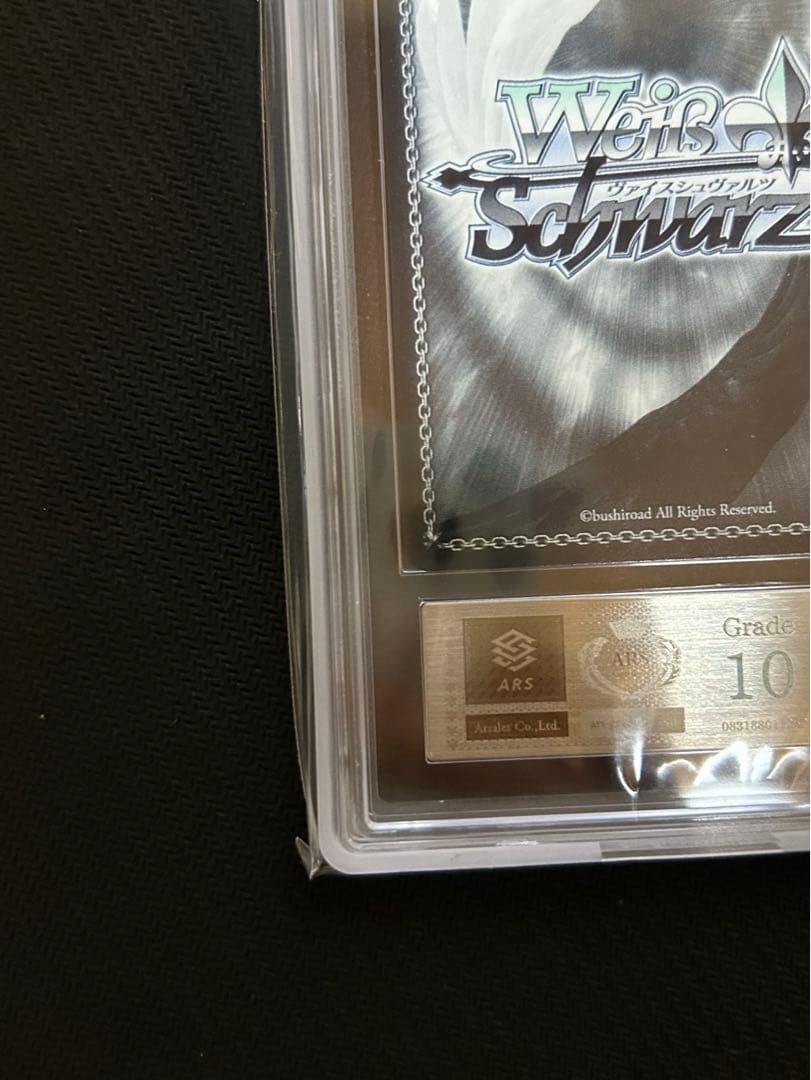 Weiß
ヴァイスシュヴァルツ
Schwarz
©bushiroad All Rights Reserved.
ARS
ARS
Grade
10
Arsales Co.,Ltd.